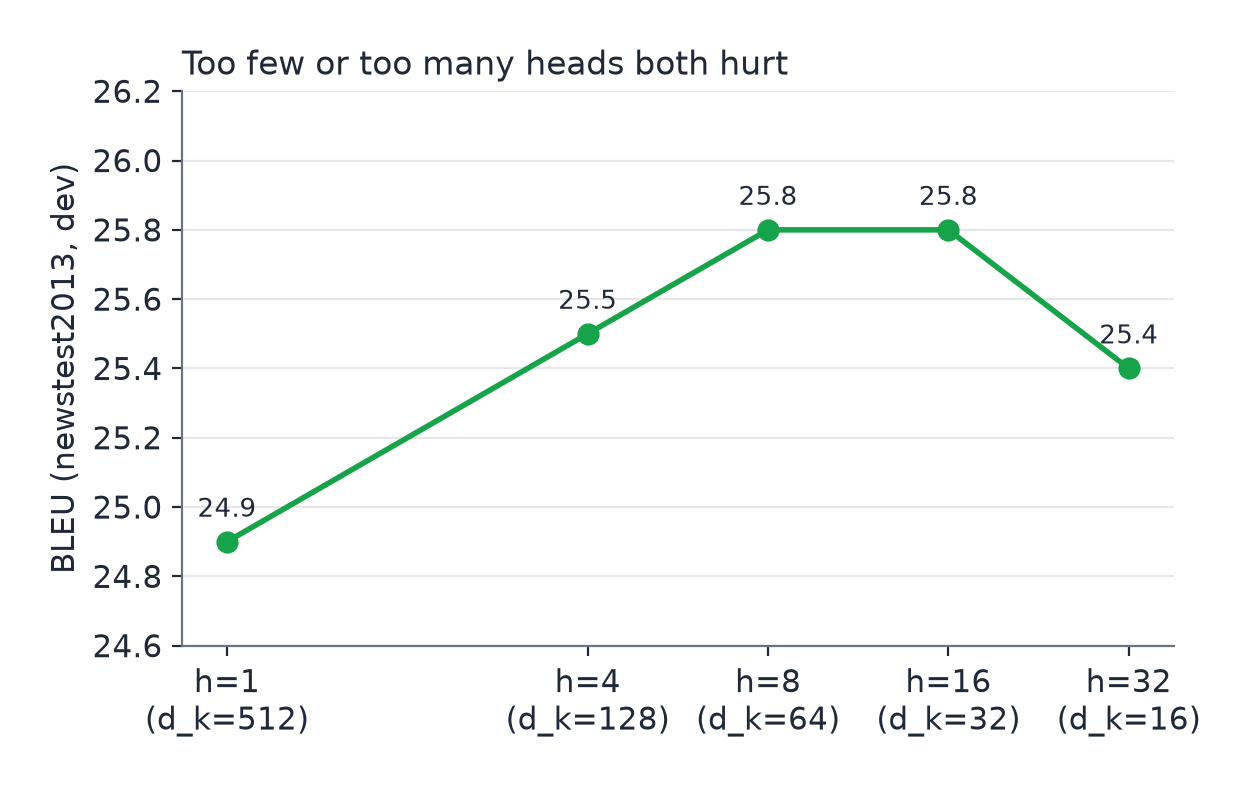 Too few or too many heads both hurt
BLEU (newstest2013, dev)
26.2
26.0
25.8
25.6
25.4
25.2
25.0
24.8
24.6
24.9
25.5
25.8
25.8
25.4
h=1
(d_k=512)
h=4
(d_k=128)
h=8
(d_k=64)
h=16
(d_k=32)
h=32
(d_k=16)